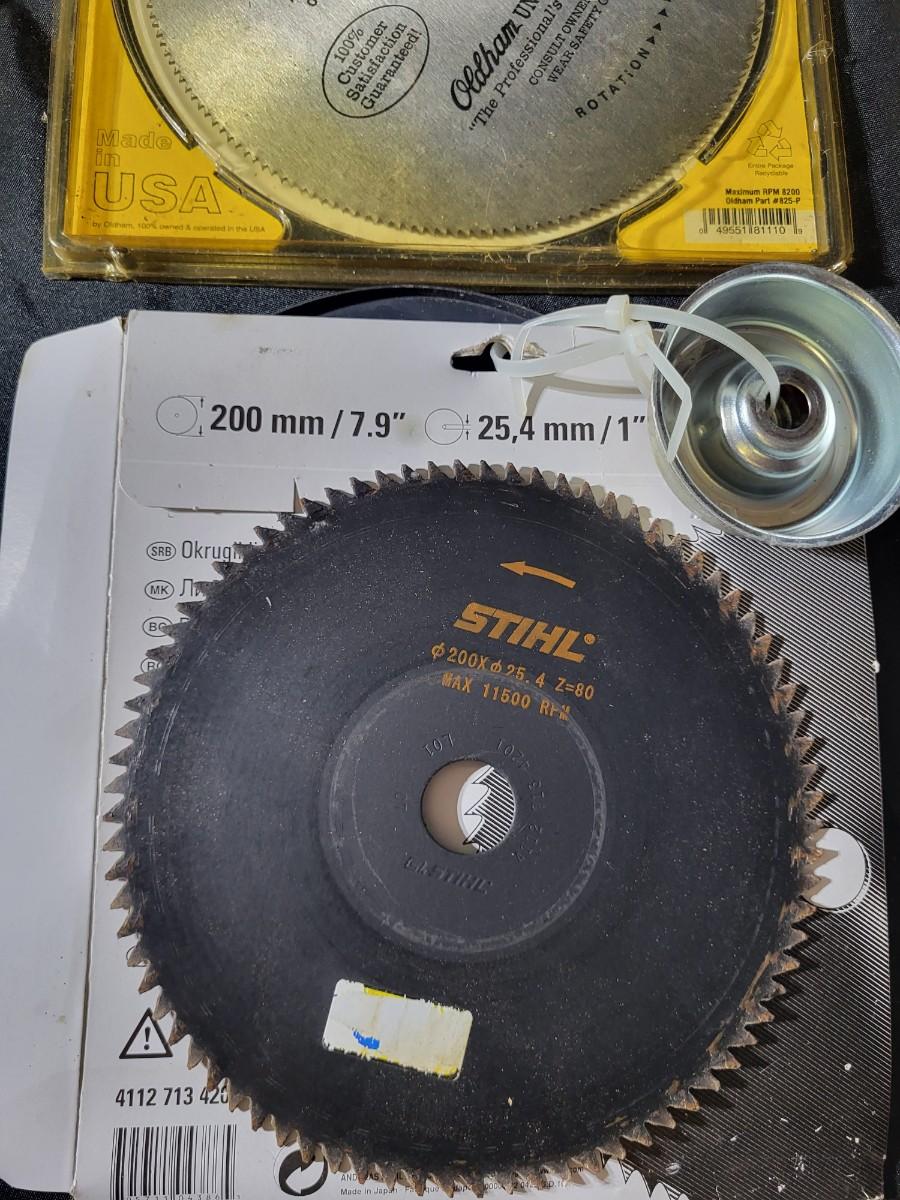 100%
Customer
Satisfaction
Guaranteed!
Oldham
"The Professional's
CONSULT OWNER
WEAR SAFETY
ROTATION
Made
in
USA
by Oldham, 100% owned & operated in the USA
Entire Package
Recyclable
Maximum RPM 8200
Oldham Part #825-P
0 49551 81110 9
200 mm / 7.9"
25,4 mm / 1"
SRB
MK
STIHL®
ϕ200Xϕ25.4 Z=80
MAX 11500 RPM
4112 713 420
Made in Japan